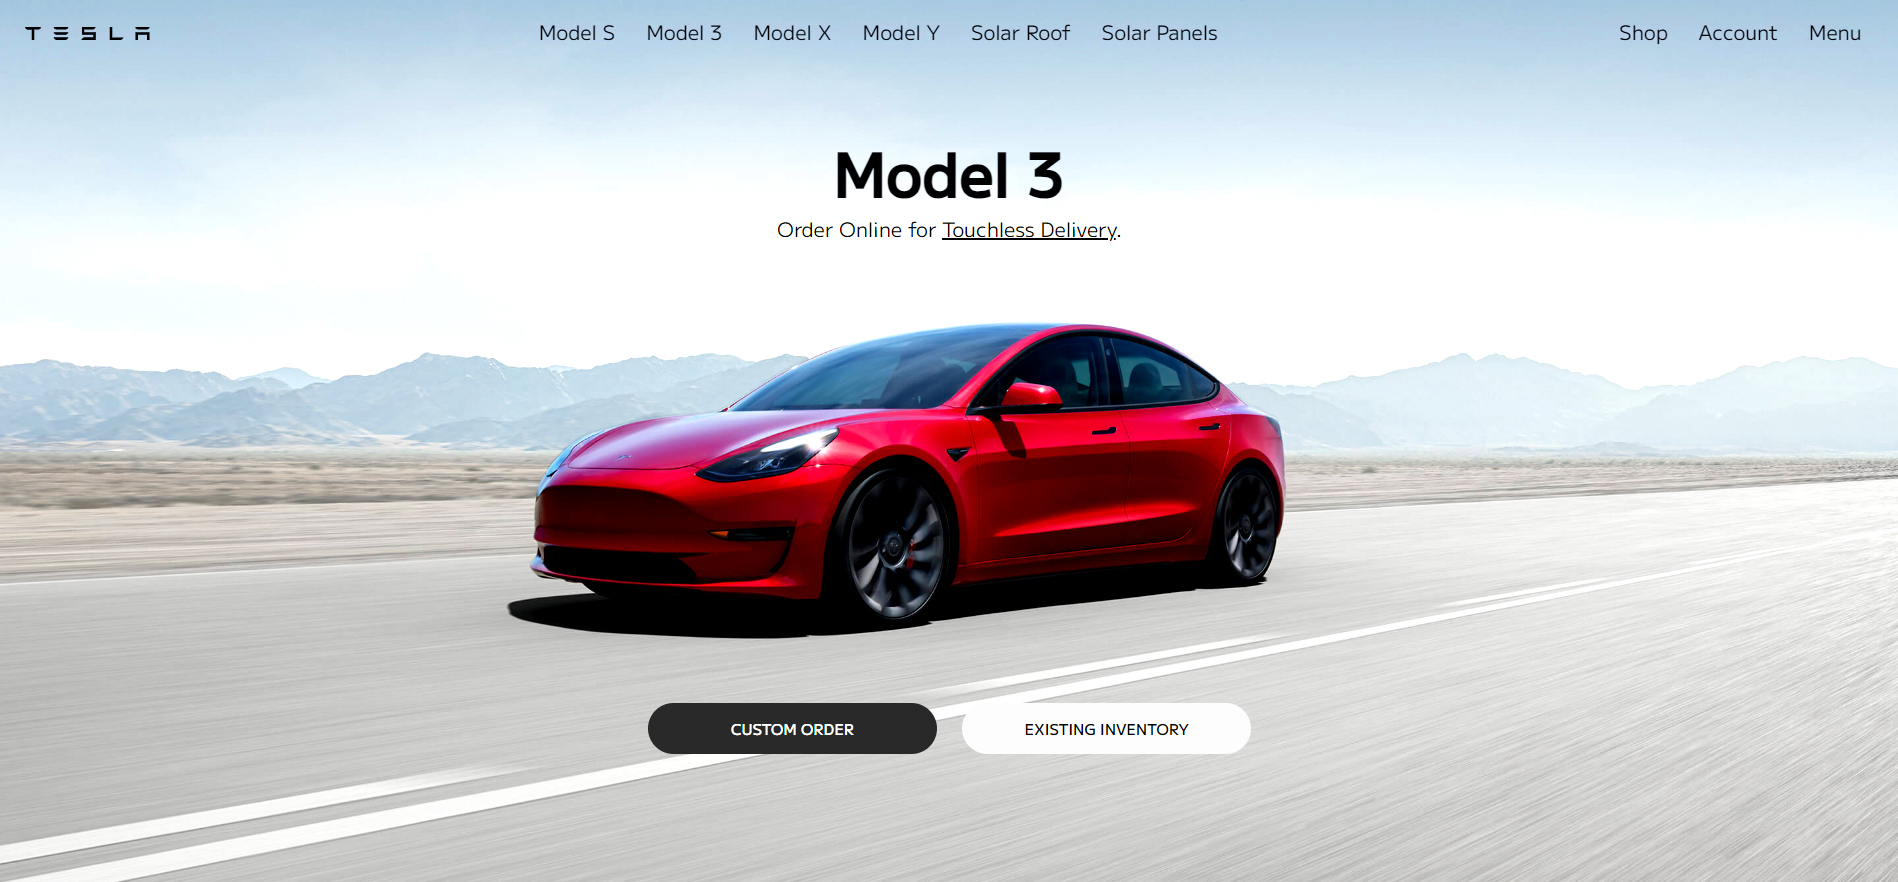 TESLA
Model S Model 3 Model X Model Y Solar Roof Solar Panels
Shop Account Menu
Model 3
Order Online for Touchless Delivery.
CUSTOM ORDER
EXISTING INVENTORY